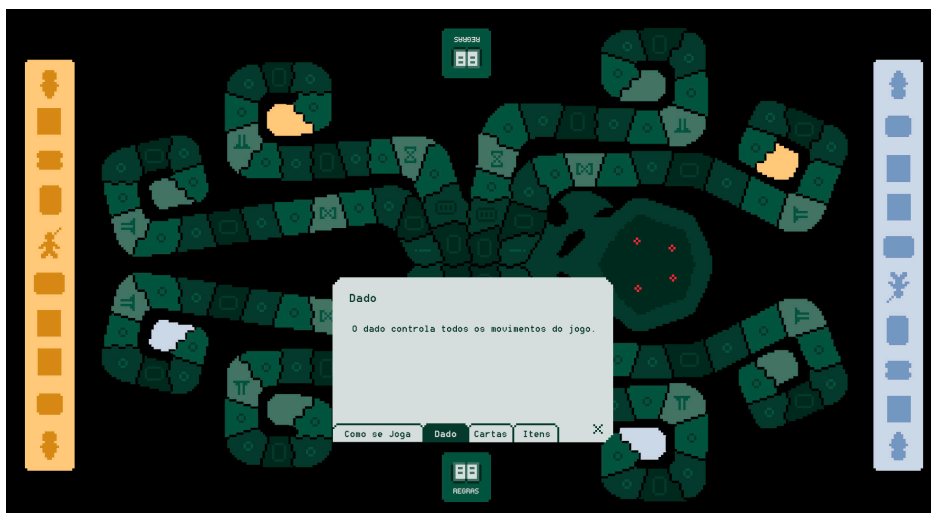 REGRAS
Dado
O dado controla todos os movimentos do jogo.
Como se Joga
Dado
Cartas
Itens
X
REGRAS